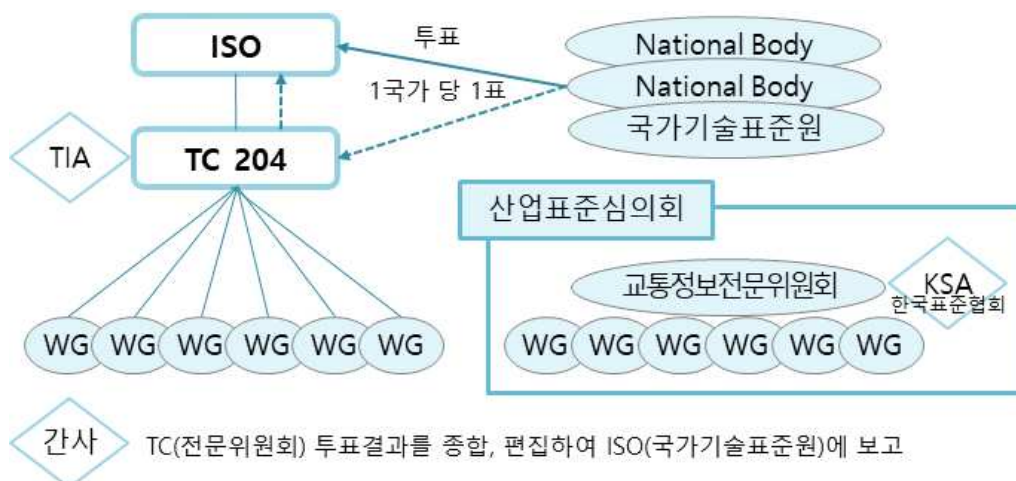 ISO
투표
1국가 당 1표
National Body
National Body
국가기술표준원
TIA
TC 204
산업표준심의회
교통정보전문위원회
KSA
한국표준협회
WG WG WG WG WG WG
WG WG WG WG WG WG
간사
TC(전문위원회) 투표결과를 종합, 편집하여 ISO(국가기술표준원)에 보고